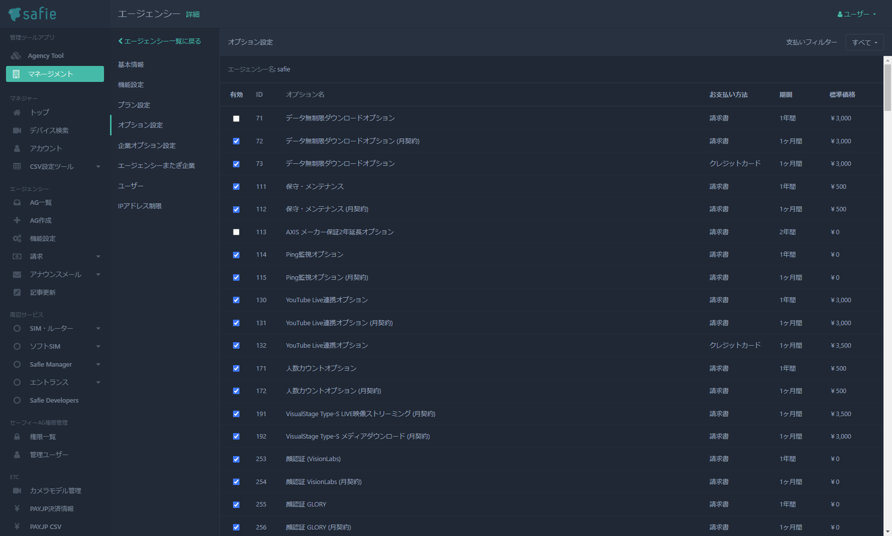 safie
エージェンシー 詳細
ユーザー
管理ツールアプリ
Agency Tool
マネージメント
マネジャー
トップ
デバイス検索
アカウント
CSV設定ツール
エージェンシー
AG一覧
AG作成
機能設定
請求
アナウンスメール
記事更新
周辺サービス
SIM・ルーター
ソフトSIM
Safie Manager
エントランス
Safie Developers
セーフィーAG権限管理
権限一覧
管理ユーザー
ETC
カメラモデル管理
PAYJP決済情報
PAYJP CSV
エージェンシー一覧に戻る
基本情報
機能設定
プラン設定
オプション設定
企業オプション設定
エージェンシーまたぎ企業
ユーザー
IPアドレス制限
オプション設定
支払いフィルター
すべて
エージェンシー名: safie
有効 ID オプション名 お支払い方法 期間 標準価格
71 データ無制限ダウンロードオプション 請求書 1年間 ¥3,000
72 データ無制限ダウンロードオプション (月契約) 請求書 1ヶ月間 ¥3,000
73 データ無制限ダウンロードオプション クレジットカード 1ヶ月間 ¥3,000
111 保守・メンテナンス 請求書 1年間 ¥500
112 保守・メンテナンス (月契約) 請求書 1ヶ月間 ¥500
113 AXIS メーカー保証2年延長オプション 請求書 2年間 ¥0
114 Ping監視オプション 請求書 1年間 ¥0
115 Ping監視オプション (月契約) 請求書 1ヶ月間 ¥0
130 YouTube Live連携オプション 請求書 1年間 ¥3,000
131 YouTube Live連携オプション (月契約) 請求書 1ヶ月間 ¥3,000
132 YouTube Live連携オプション クレジットカード 1ヶ月間 ¥3,500
171 人数カウントオプション 請求書 1年間 ¥500
172 人数カウントオプション (月契約) 請求書 1ヶ月間 ¥500
191 VisualStage Type-S LIVE映像ストリーミング (月契約) 請求書 1ヶ月間 ¥3,500
192 VisualStage Type-S メディアダウンロード (月契約) 請求書 1ヶ月間 ¥3,000
253 顔認証 (VisionLabs) 請求書 1年間 ¥0
254 顔認証 VisionLabs (月契約) 請求書 1ヶ月間 ¥0
255 顔認証 GLORY 請求書 1年間 ¥0
256 顔認証 GLORY (月契約) 請求書 1ヶ月間 ¥0